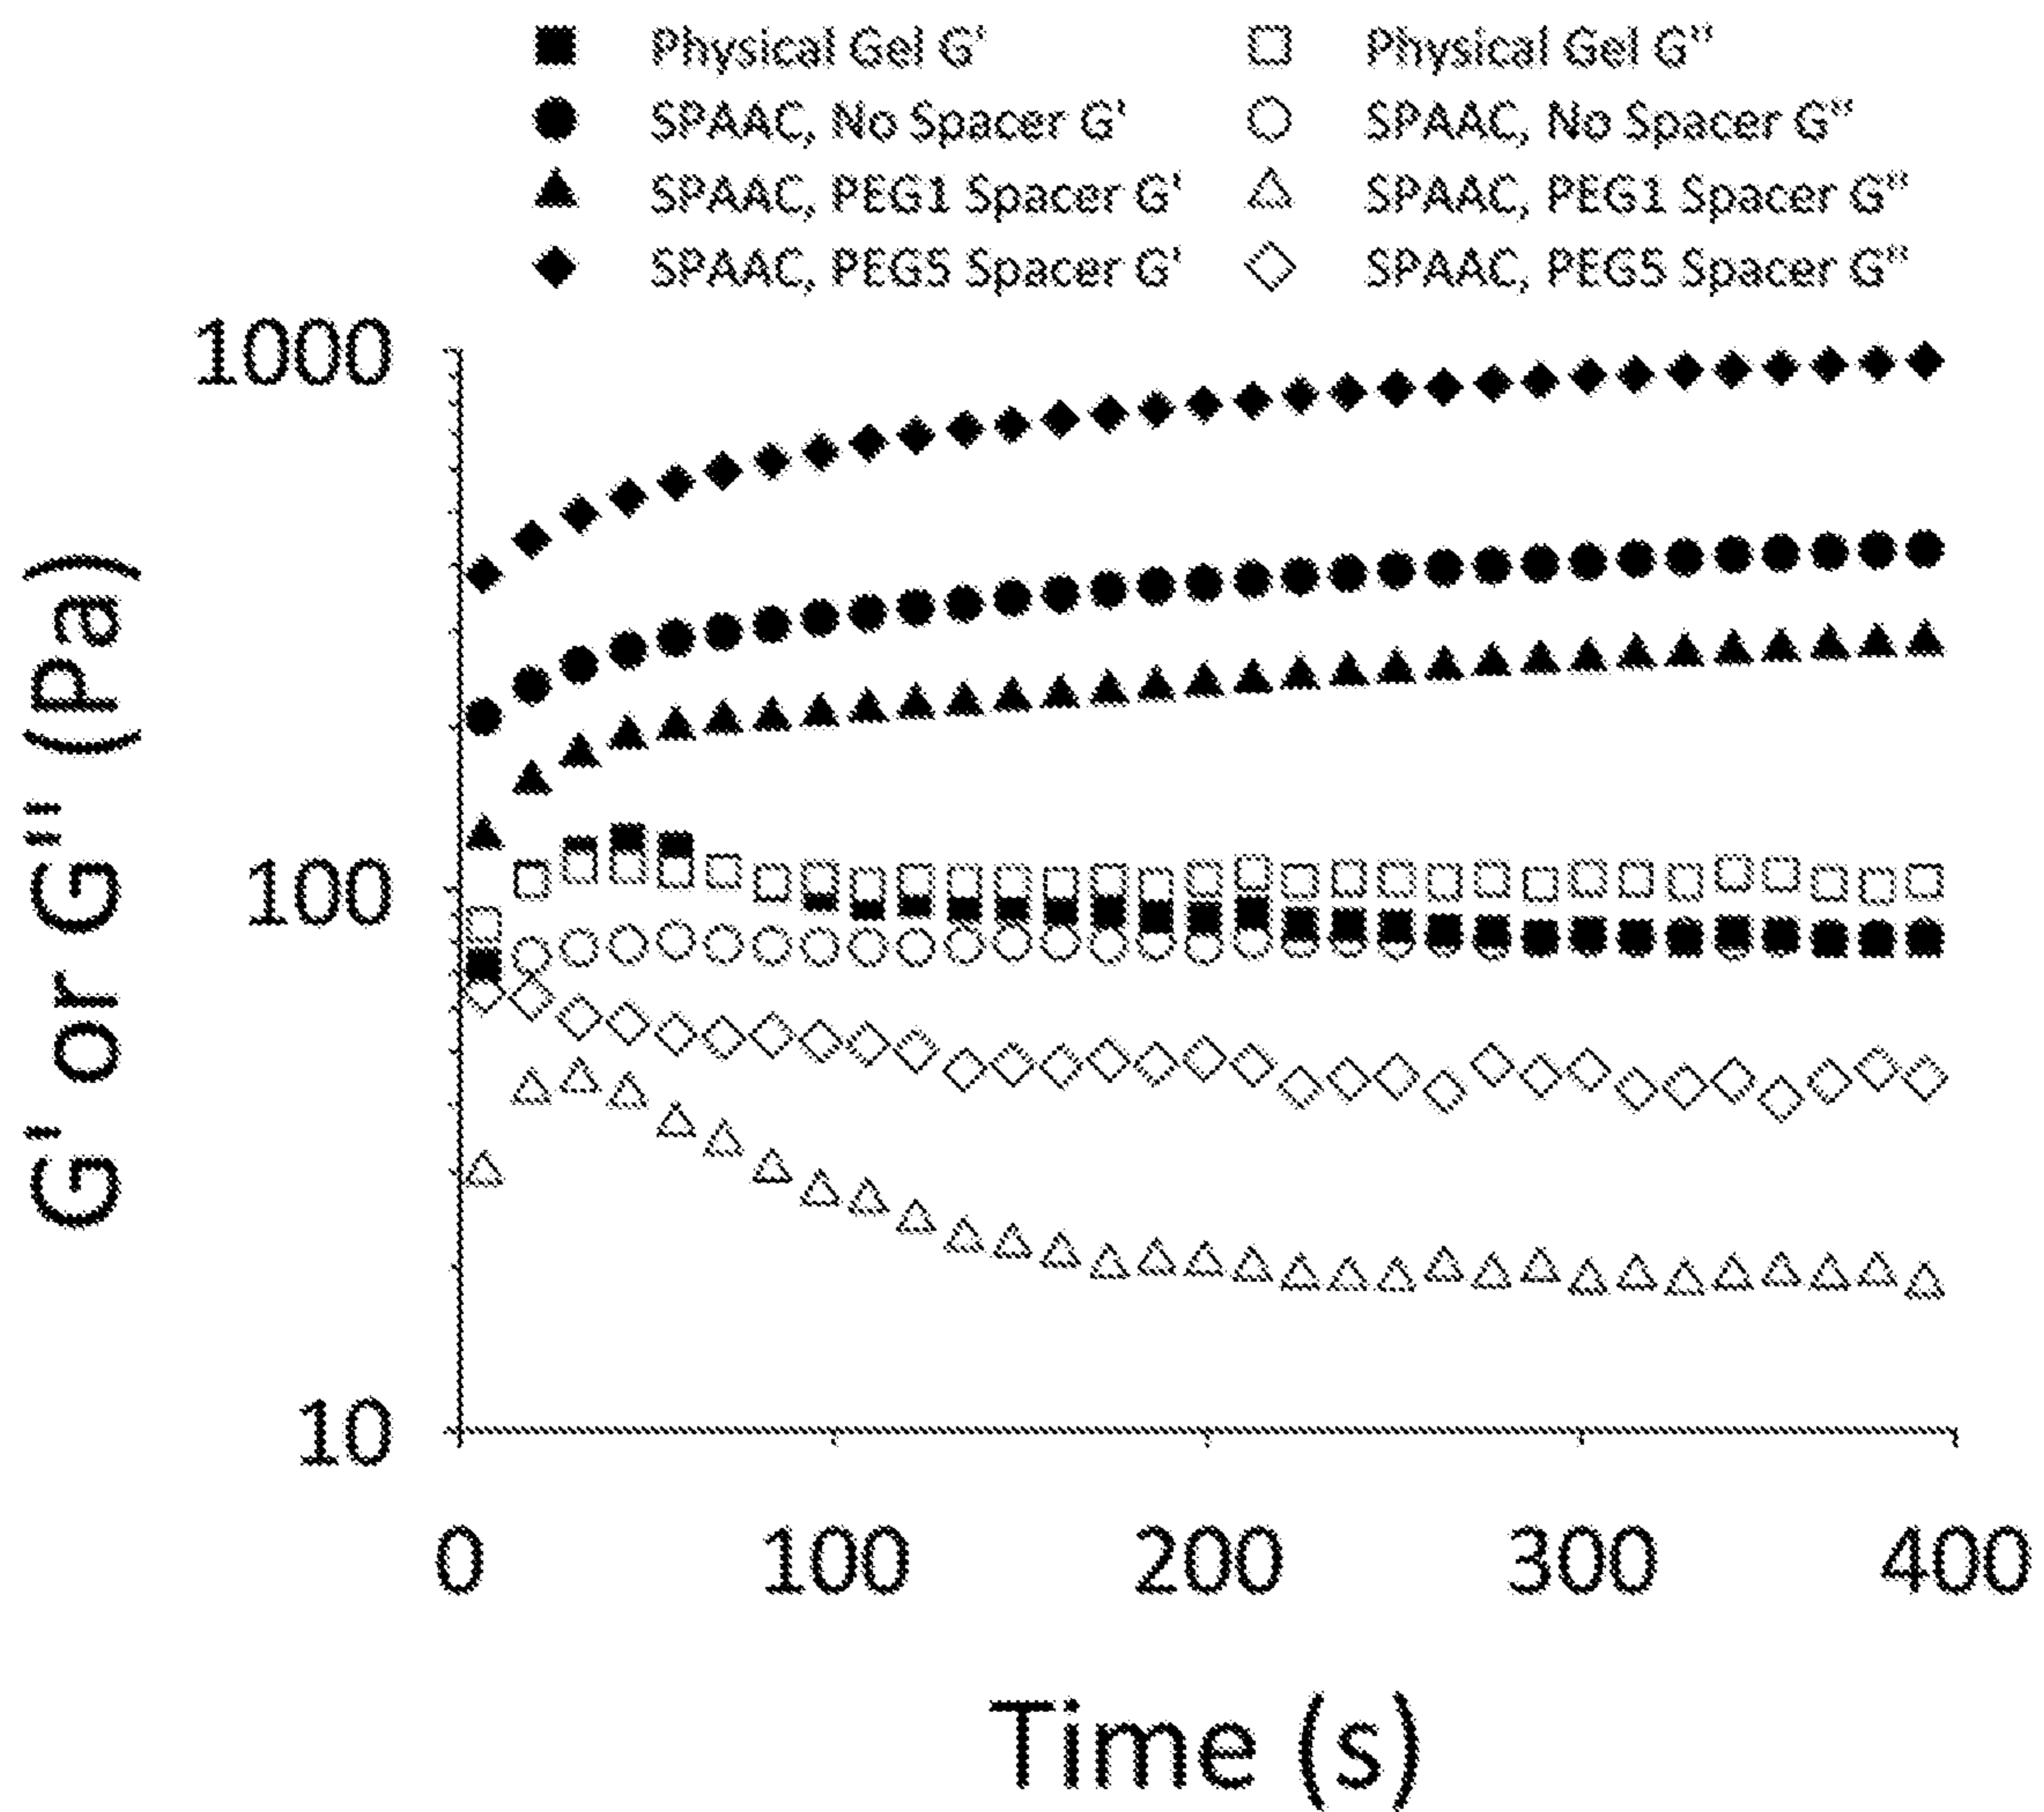 Physical Gel G' Physical Gel G"
SPAAC, No Spacer G' SPAAC, No Spacer G"
SPAAC, PEG1 Spacer G' SPAAC, PEG1 Spacer G"
SPAAC, PEG5 Spacer G' SPAAC, PEG5 Spacer G"
1000
100
10
G' or G" (Pa)
0 100 200 300 400
Time (s)